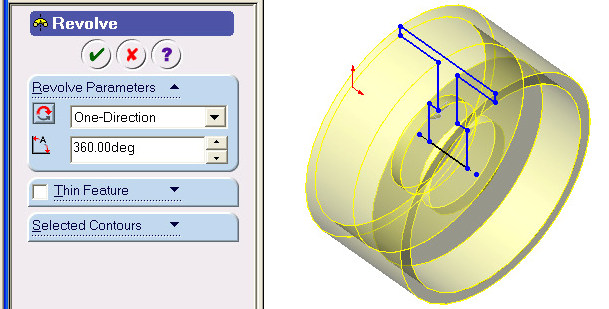 Revolve
?
Revolve Parameters
One-Direction
A
360.00deg
Thin Feature
Selected Contours